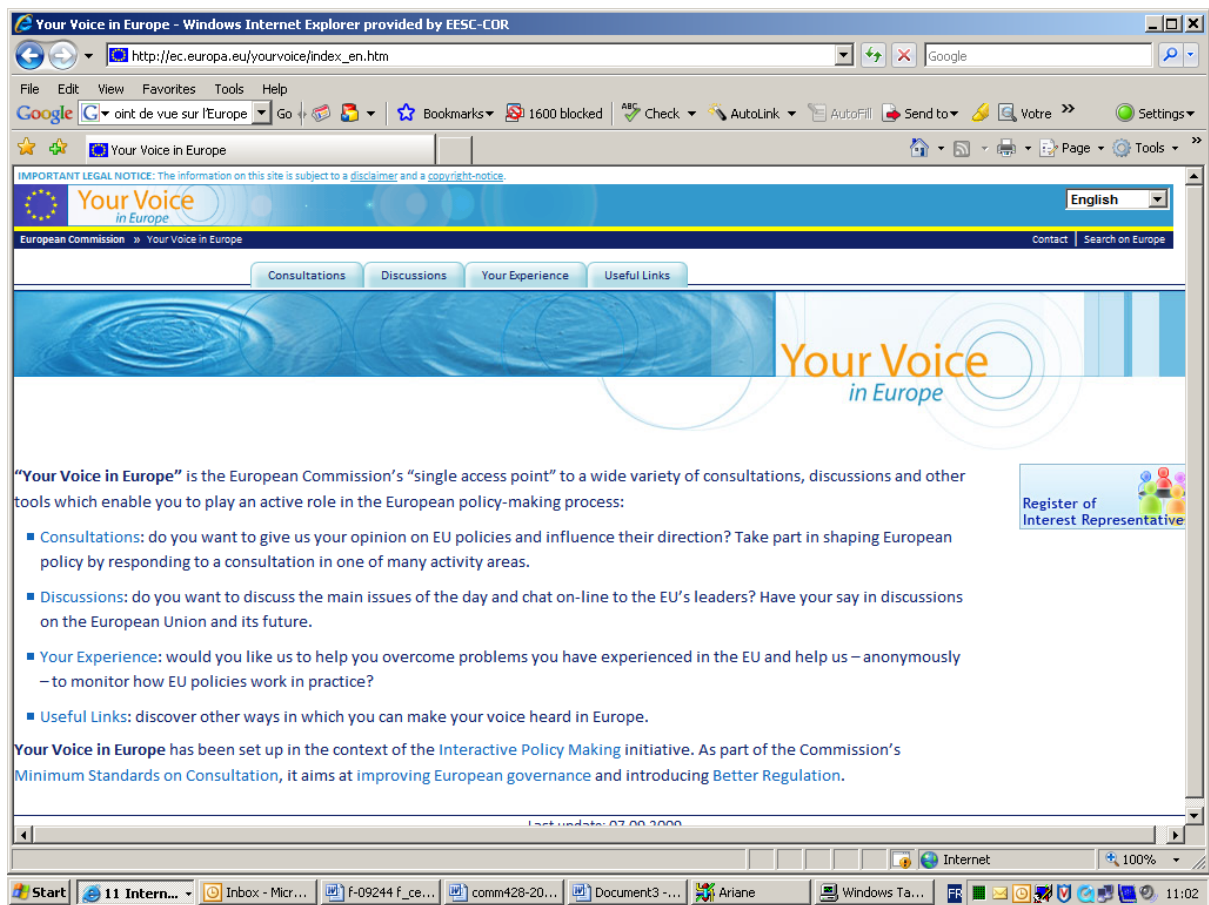 Your Voice in Europe - Windows Internet Explorer provided by EESC-COR
http://ec.europa.eu/yourvoice/index_en.htm
Google
File Edit View Favorites Tools Help
Google G oint de vue sur l'Europe Go Bookmarks 1600 blocked ABC Check AutoLink AutoFill Send to Votre » Settings
Your Voice in Europe Page Tools »
IMPORTANT LEGAL NOTICE: The information on this site is subject to a disclaimer and a copyright-notice.
Your Voice
in Europe
English
European Commission » Your Voice in Europe Contact | Search on Europe
Consultations Discussions Your Experience Useful Links
Your Voice
in Europe
“Your Voice in Europe” is the European Commission’s “single access point” to a wide variety of consultations, discussions and other
tools which enable you to play an active role in the European policy-making process:
Register of
Interest Representative
Consultations: do you want to give us your opinion on EU policies and influence their direction? Take part in shaping European
policy by responding to a consultation in one of many activity areas.
Discussions: do you want to discuss the main issues of the day and chat on-line to the EU’s leaders? Have your say in discussions
on the European Union and its future.
Your Experience: would you like us to help you overcome problems you have experienced in the EU and help us – anonymously
– to monitor how EU policies work in practice?
Useful Links: discover other ways in which you can make your voice heard in Europe.
Your Voice in Europe has been set up in the context of the Interactive Policy Making initiative. As part of the Commission’s
Minimum Standards on Consultation, it aims at improving European governance and introducing Better Regulation.
Last update: 07.09.2009
Internet 100%
Start 11 Intern... Inbox - Micr... f-09244 f_ce... comm428-20... Document3 -... Ariane Windows Ta... FR 11:02